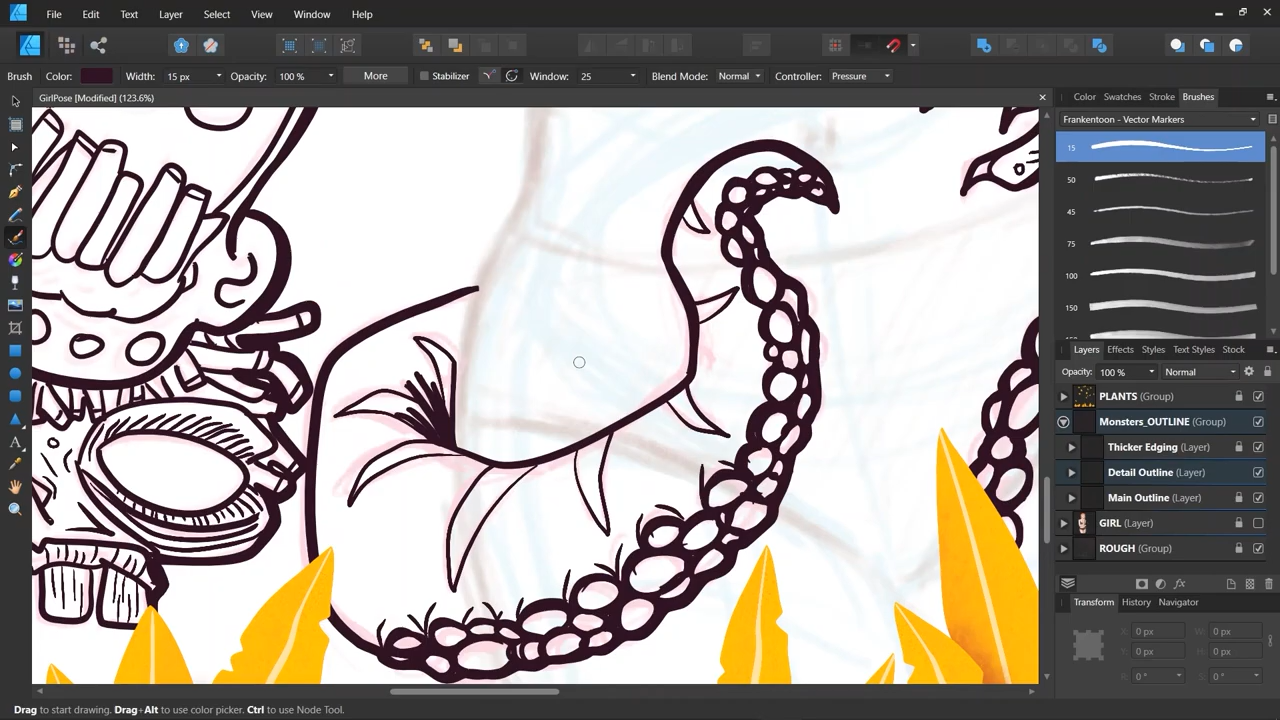 File Edit Text Layer Select View Window Help
Brush Color: Width: 15 px Opacity: 100 % More Stabilizer Window: 25 Blend Mode: Normal Controller: Pressure
GirlPose [Modified] (123.6%)
Color Swatches Stroke Brushes
Frankentoon - Vector Markers
15
50
45
75
100
150
Layers Effects Styles Text Styles Stock
Opacity: 100 % Normal
PLANTS (Group)
Monsters_OUTLINE (Group)
Thicker Edging (Layer)
Detail Outline (Layer)
Main Outline (Layer)
GIRL (Layer)
ROUGH (Group)
Transform History Navigator
X: 0 px W: 0 px
Y: 0 px H: 0 px
R: 0 ° S: 0 °
Drag to start drawing. Drag+Alt to use color picker. Ctrl to use Node Tool.